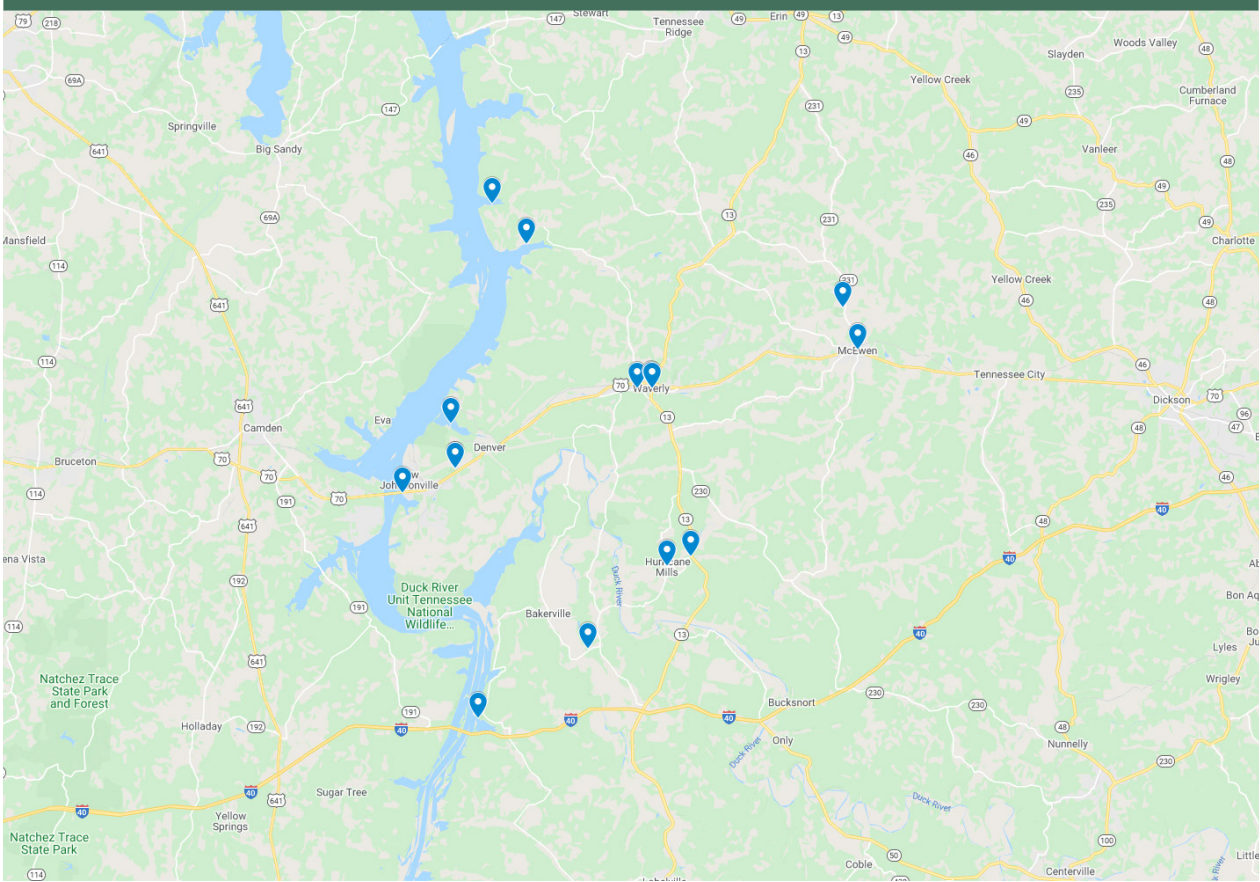 79
218
147
Stewart
Tennessee
Ridge
49
Erin
49
13
49
13
Slayden
Woods Valley
48
69A
Yellow Creek
235
Cumberland
Furnace
147
231
Springville
49
641
Big Sandy
46
Vanleer
48
49
69A
13
231
235
49
Mansfield
Charlotte
114
231
Yellow Creek
46
48
641
McEwen
114
46
Tennessee City
70
Waverly
Dickson
70
641
13
96
Eva
48
47
Camden
Denver
Bruceton
70
70
46
114
191
70
230
40
641
13
48
40
Hurricane
Mills
192
Duck River
Unit Tennessee
National
Wildlife...
Duck River
191
Bakerville
114
13
40
641
Lyles
Natchez Trace
State Park
and Forest
Wrigley
230
Bucksnort
230
191
40
40
Holladay
192
40
48
Only
Nunnelly
Duck River
230
Sugar Tree
40
641
Duck River
40
Yellow
Springs
Natchez Trace
State Park
100
50
Coble
Centerville
114